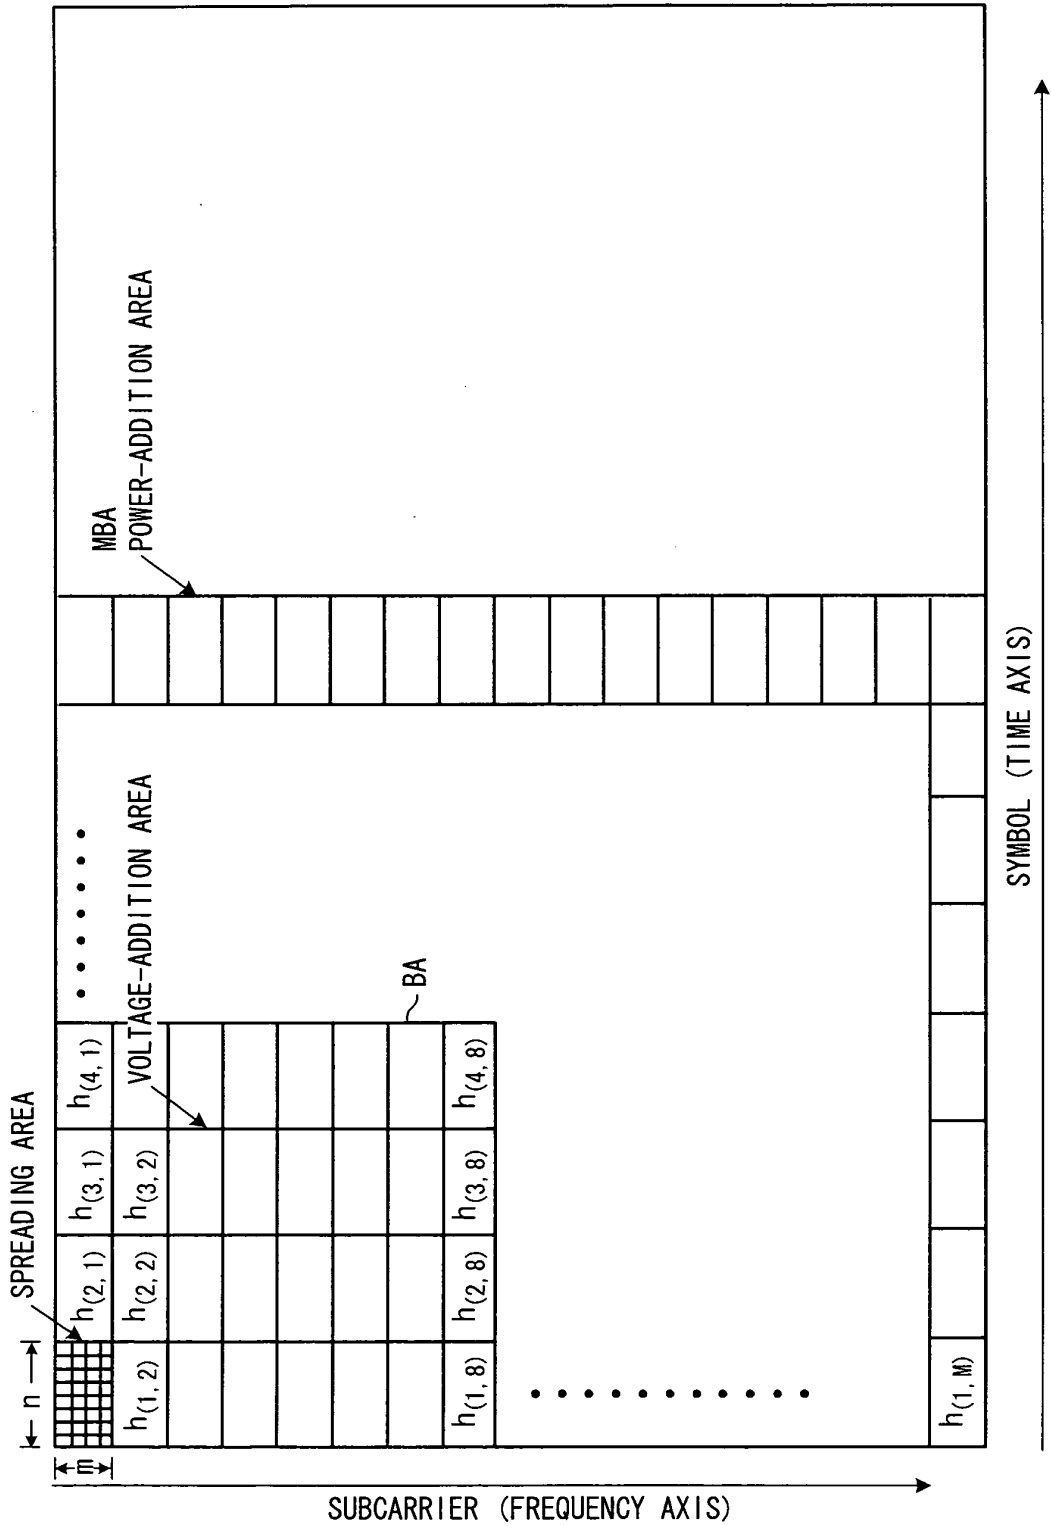 SPREADING AREA
n
m
h(2, 1)
h(3, 1)
h(4, 1)
h(1, 2)
h(2, 2)
h(3, 2)
VOLTAGE-ADDITION AREA
MBA
POWER-ADDITION AREA
BA
h(1, 8)
h(2, 8)
h(3, 8)
h(4, 8)
h(1, M)
SUBCARRIER (FREQUENCY AXIS)
SYMBOL (TIME AXIS)